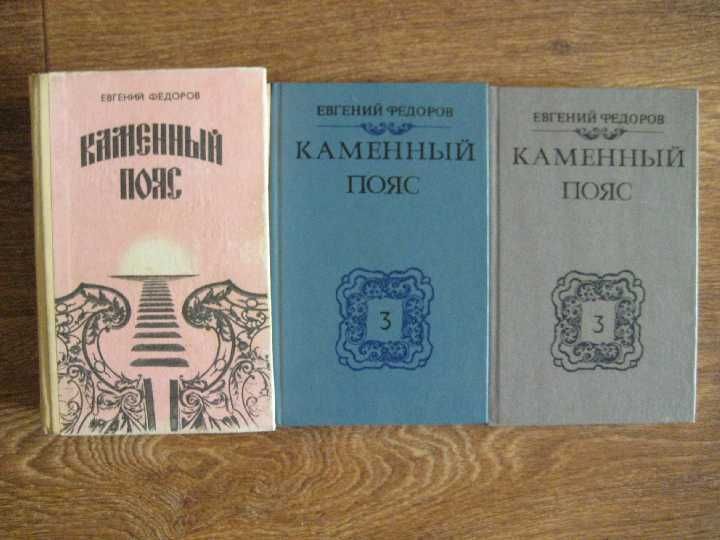 ЕВГЕНИЙ ФЕДОРОВ
КАМЕННЫЙ
ПОЯС
ЕВГЕНИЙ ФЕДОРОВ
КАМЕННЫЙ
ПОЯС
3
ЕВГЕНИЙ ФЕДОРОВ
КАМЕННЫЙ
ПОЯС
3